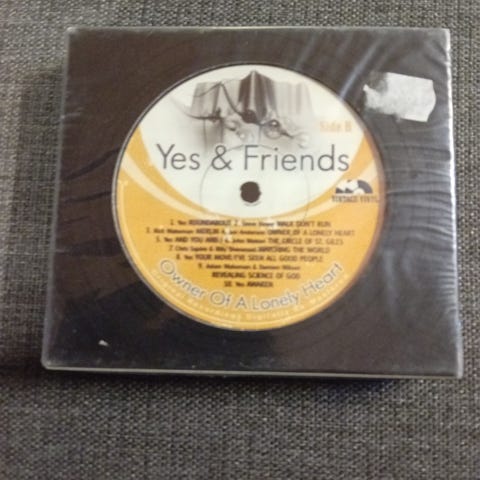 Side B
Yes & Friends
VINTAGE VINYL
1. Yes ROUNDABOUT 2. Steve Howe WALK DON'T RUN
3. Rick Wakeman MERLIN 4. Jon Anderson OWNER OF A LONELY HEART
5. Yes AND YOU AND I 6. John Wetton THE CIRCLE OF ST. GILES
7. Chris Squire & Billy Sherwood WATCHING THE WORLD
8. Yes YOUR MOVE/I'VE SEEN ALL GOOD PEOPLE
9. Adam Wakeman & Damian Wilson
REVEALING SCIENCE OF GOD
10. Yes AWAKEN
Owner Of A Lonely Heart
Original Recordings Digitally